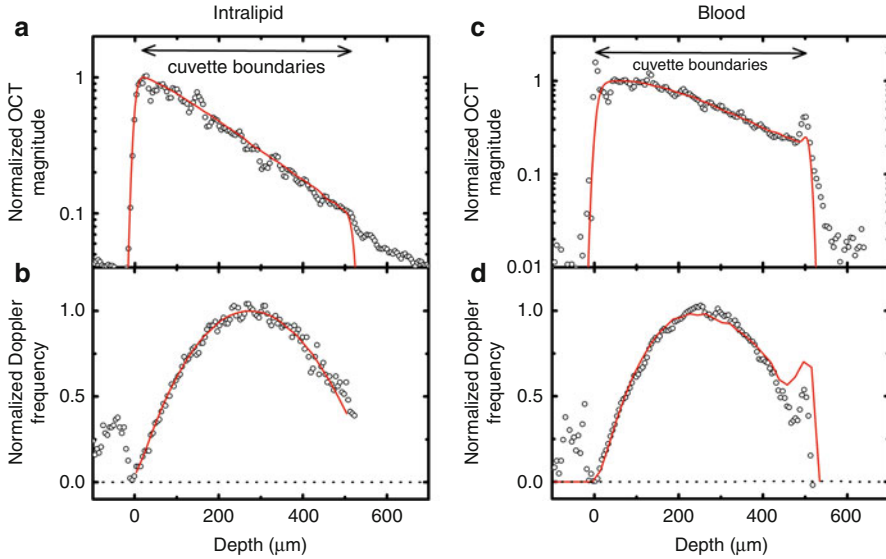 Intralipid
Blood
a
Normalized OCT
magnitude
1
0.1
cuvette boundaries
c
Normalized OCT
magnitude
1
0.1
0.01
cuvette boundaries
b
Normalized Doppler
frequency
1.0
0.5
0.0
0 200 400 600
Depth (μm)
d
Normalized Doppler
frequency
1.0
0.5
0.0
0 200 400 600
Depth (μm)